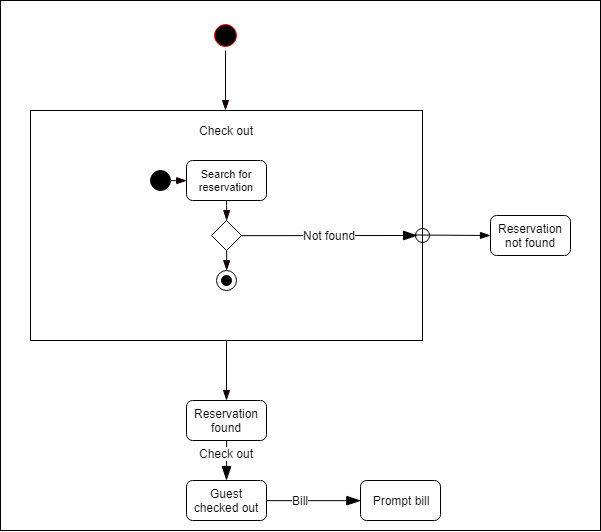 Check out
Search for
reservation
Not found
Reservation
not found
Reservation
found
Check out
Guest
checked out
Bill
Prompt bill